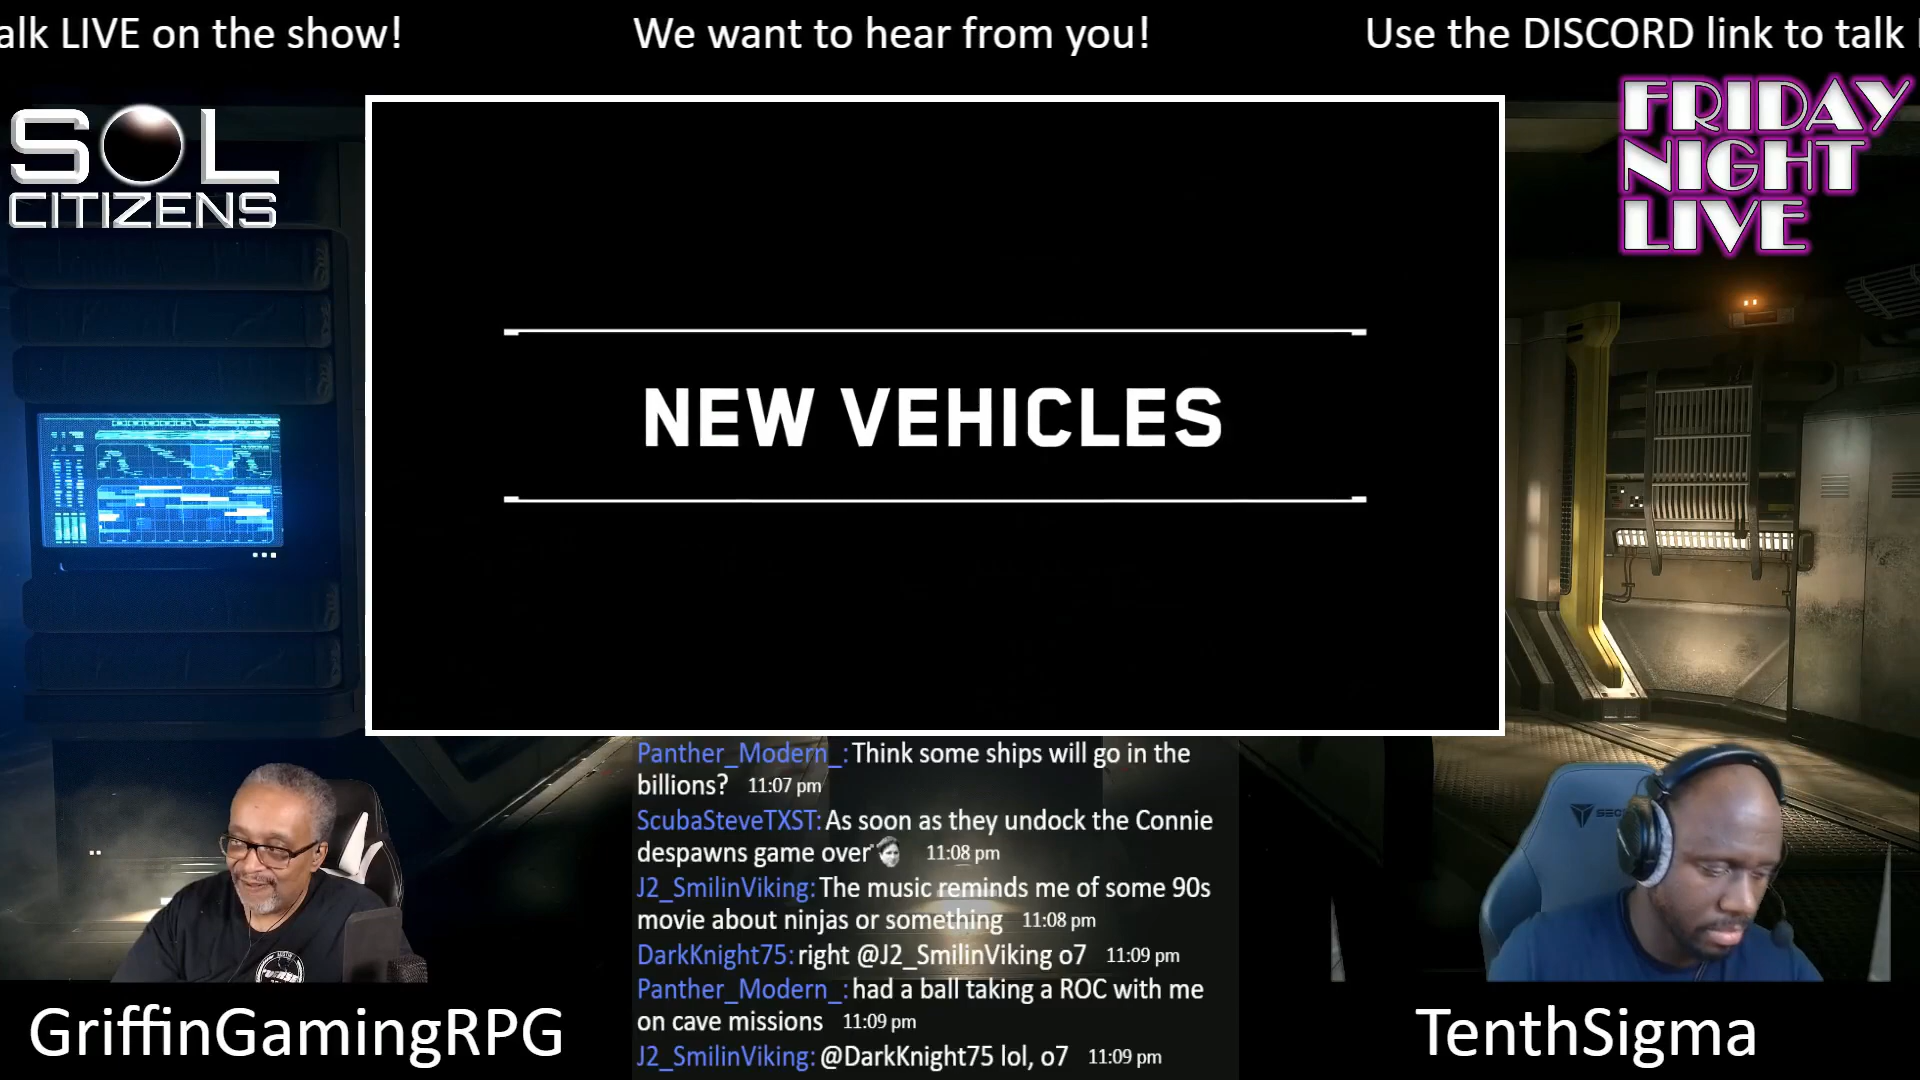 alk LIVE on the show! We want to hear from you! Use the DISCORD link to talk
SOL
CITIZENS
FRIDAY
NIGHT
LIVE
NEW VEHICLES
Panther_Modern_: Think some ships will go in the
billions? 11:07 pm
ScubaSteveTXST: As soon as they undock the Connie
despawns game over 11:08 pm
J2_SmilinViking: The music reminds me of some 90s
movie about ninjas or something 11:08 pm
DarkKnight75: right @J2_SmilinViking o7 11:09 pm
Panther_Modern_: had a ball taking a ROC with me
on cave missions 11:09 pm
J2_SmilinViking: @DarkKnight75 lol, o7 11:09 pm
GriffinGamingRPG
TenthSigma